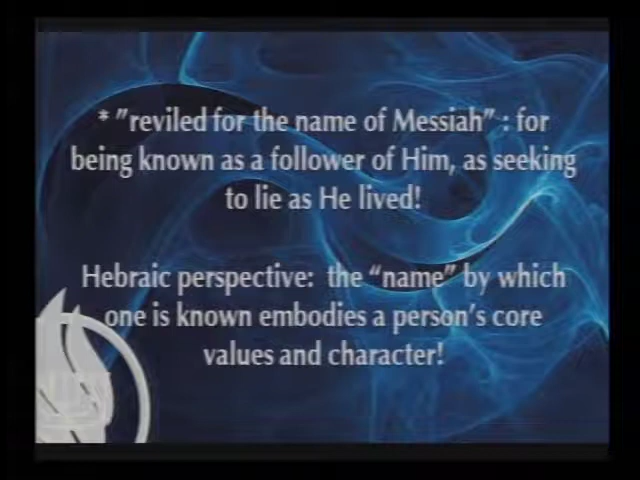 * "reviled for the name of Messiah" : for
being known as a follower of Him, as seeking
to lie as He lived!
Hebraic perspective:  the “name” by which
one is known embodies a person’s core
values and character!